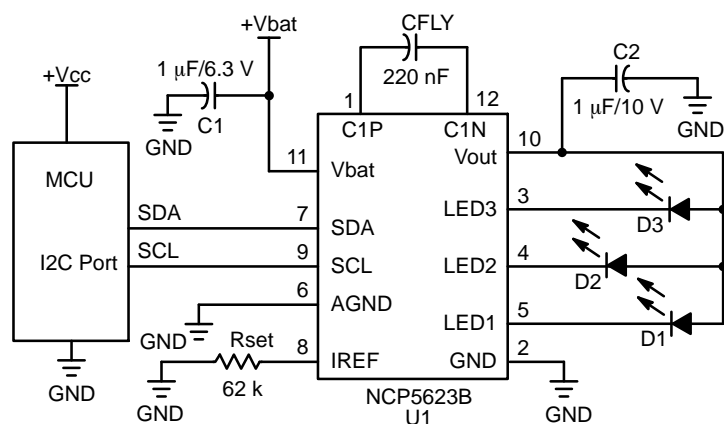 +Vbat
CFLY
+Vcc
1 µF/6.3 V
220 nF
C2
1
12
1 µF/10 V
C1
C1P
C1N
10
GND
GND
11
Vbat
Vout
MCU
SDA
7
SDA
LED3
3
D3
I2C Port
SCL
9
SCL
LED2
4
D2
6
AGND
LED1
5
D1
GND
Rset
8
IREF
GND
2
GND
62 k
GND
NCP5623B
GND
U1